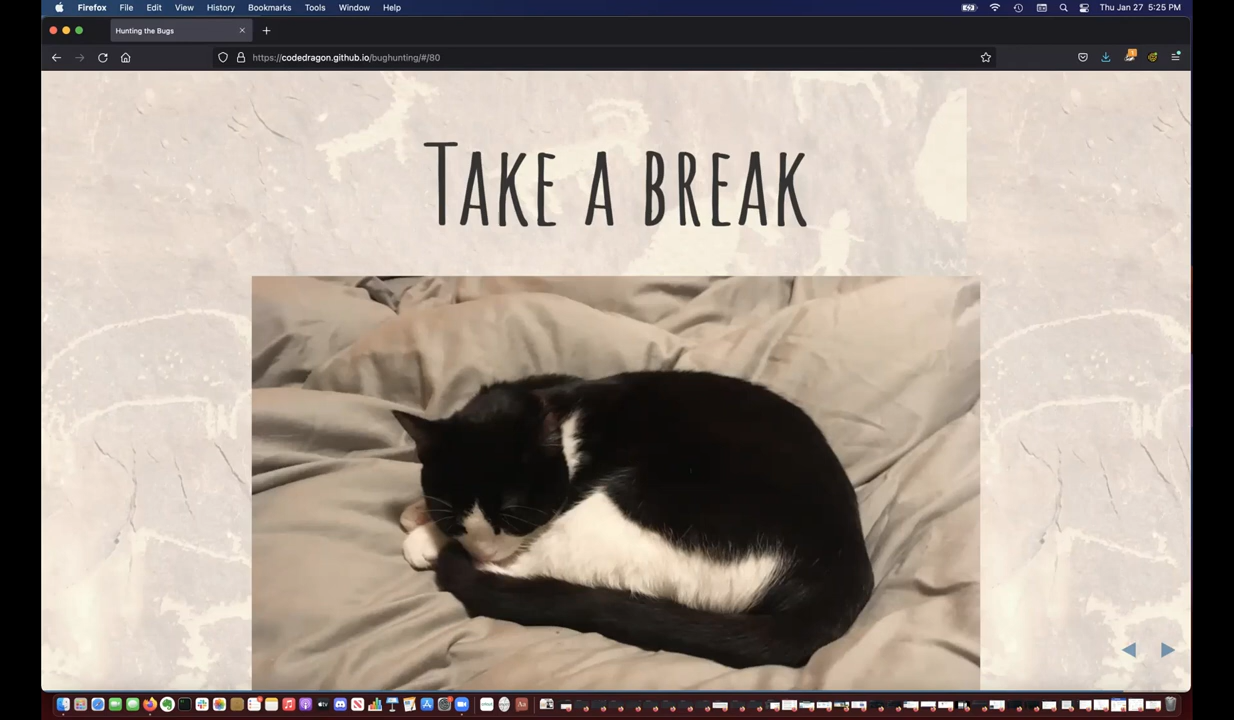 Firefox File Edit View History Bookmarks Tools Window Help Thu Jan 27 5:25 PM
Hunting the Bugs
https://codedragon.github.io/bughunting/#/80
TAKE A BREAK